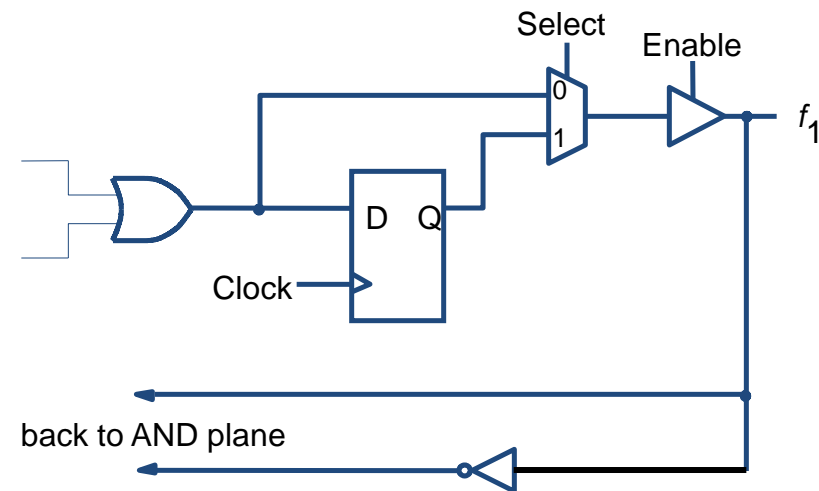 Select
Enable
0
1
f1
D Q
Clock
back to AND plane